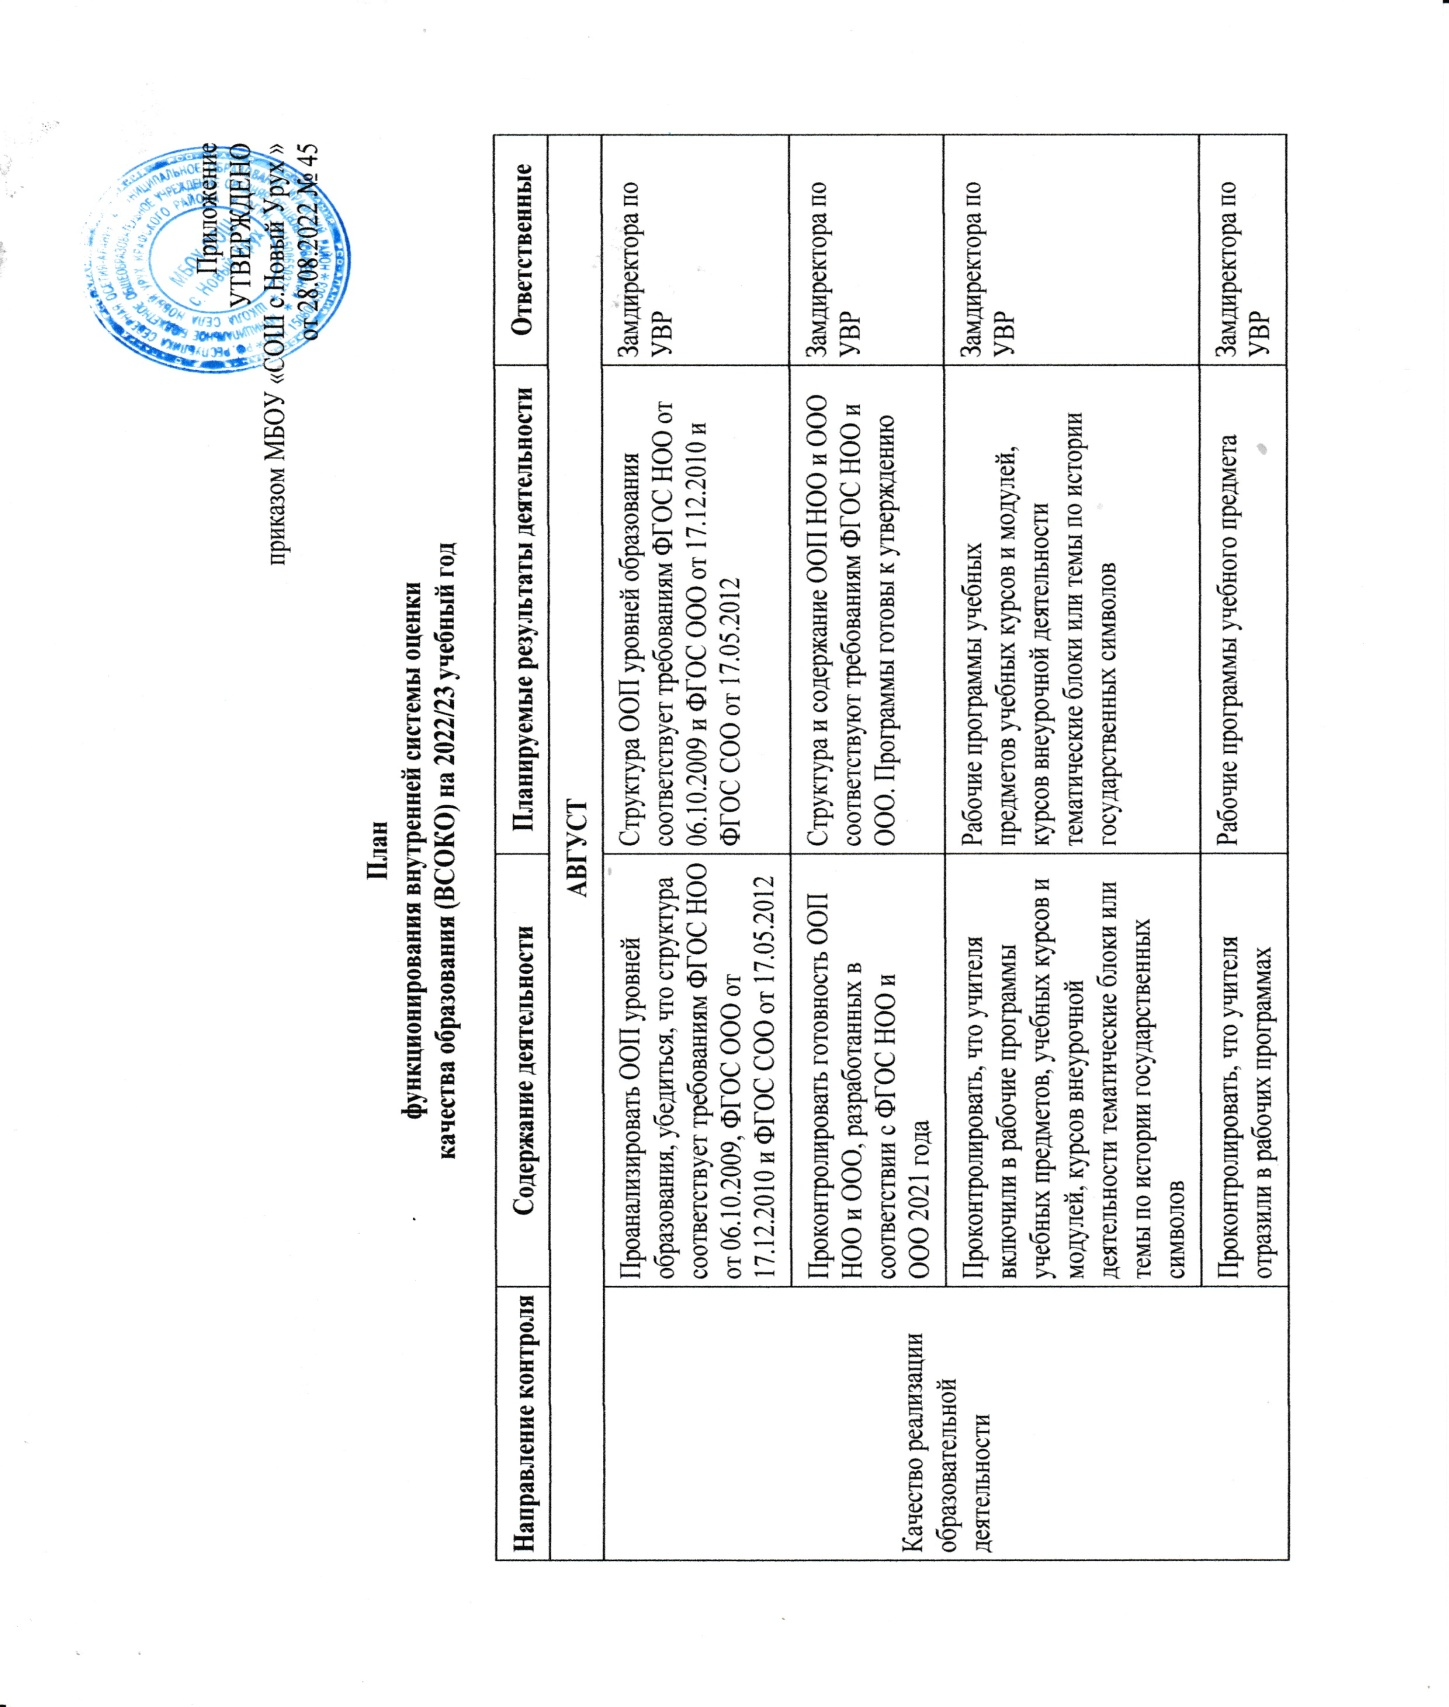 Приложение
УТВЕРЖДЕНО
приказом МБОУ «СОШ с.Новый Урух »
от 28.08.2022 № 45
План
функционирования внутренней системы оценки
качества образования (ВСОКО) на 2022/23 учебный год
Направление контроля
Содержание деятельности
Планируемые результаты деятельности
Ответственные
АВГУСТ
Качество реализации
образовательной
деятельности
Проанализировать ООП уровней
образования, убедиться, что структура
соответствует требованиям ФГОС НОО
от 06.10.2009, ФГОС ООО от
17.12.2010 и ФГОС СОО от 17.05.2012
Структура ООП уровней образования
соответствует требованиям ФГОС НОО от
06.10.2009 и ФГОС ООО от 17.12.2010 и
ФГОС СОО от 17.05.2012
Замдиректора по
УВР
Проконтролировать готовность ООП
НОО и ООО, разработанных в
соответствии с ФГОС НОО и
ООО 2021 года
Структура и содержание ООП НОО и ООО
соответствуют требованиям ФГОС НОО и
ООО. Программы готовы к утверждению
Замдиректора по
УВР
Проконтролировать, что учителя
включили в рабочие программы
учебных предметов, учебных курсов и
модулей, курсов внеурочной
деятельности тематические блоки или
темы по истории государственных
символов
Рабочие программы учебных
предметов учебных курсов и модулей,
курсов внеурочной деятельности
тематические блоки или темы по истории
государственных символов
Замдиректора по
УВР
Проконтролировать, что учителя
отразили в рабочих программах
Рабочие программы учебного предмета
Замдиректора по
УВР
МБОУ
с.Новый